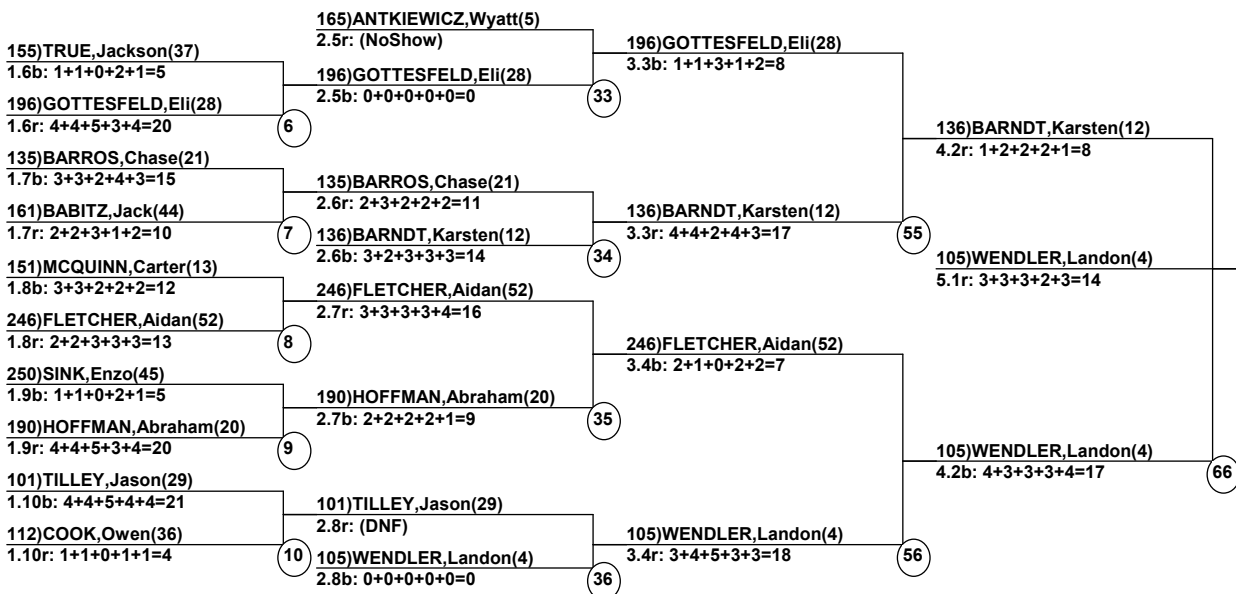 155)TRUE,Jackson(37)
1.6b: 1+1+0+2+1=5
196)GOTTESFELD,Eli(28)
1.6r: 4+4+5+3+4=20
6
135)BARROS,Chase(21)
1.7b: 3+3+2+4+3=15
161)BABITZ,Jack(44)
1.7r: 2+2+3+1+2=10
7
151)MCQUINN,Carter(13)
1.8b: 3+3+2+2+2=12
246)FLETCHER,Aidan(52)
1.8r: 2+2+3+3+3=13
8
250)SINK,Enzo(45)
1.9b: 1+1+0+2+1=5
190)HOFFMAN,Abraham(20)
1.9r: 4+4+5+3+4=20
9
101)TILLEY,Jason(29)
1.10b: 4+4+5+4+4=21
112)COOK,Owen(36)
1.10r: 1+1+0+1+1=4
10
165)ANTKIEWICZ,Wyatt(5)
2.5r: (NoShow)
196)GOTTESFELD,Eli(28)
2.5b: 0+0+0+0+0=0
33
135)BARROS,Chase(21)
2.6r: 2+3+2+2+2=11
136)BARNDT,Karsten(12)
2.6b: 3+2+3+3+3=14
34
246)FLETCHER,Aidan(52)
2.7r: 3+3+3+3+4=16
190)HOFFMAN,Abraham(20)
2.7b: 2+2+2+2+1=9
35
101)TILLEY,Jason(29)
2.8r: (DNF)
105)WENDLER,Landon(4)
2.8b: 0+0+0+0+0=0
36
196)GOTTESFELD,Eli(28)
3.3b: 1+1+3+1+2=8
136)BARNDT,Karsten(12)
3.3r: 4+4+2+4+3=17
55
246)FLETCHER,Aidan(52)
3.4b: 2+1+0+2+2=7
105)WENDLER,Landon(4)
3.4r: 3+4+5+3+3=18
56
136)BARNDT,Karsten(12)
4.2r: 1+2+2+2+1=8
105)WENDLER,Landon(4)
5.1r: 3+3+3+2+3=14
105)WENDLER,Landon(4)
4.2b: 4+3+3+3+4=17
66